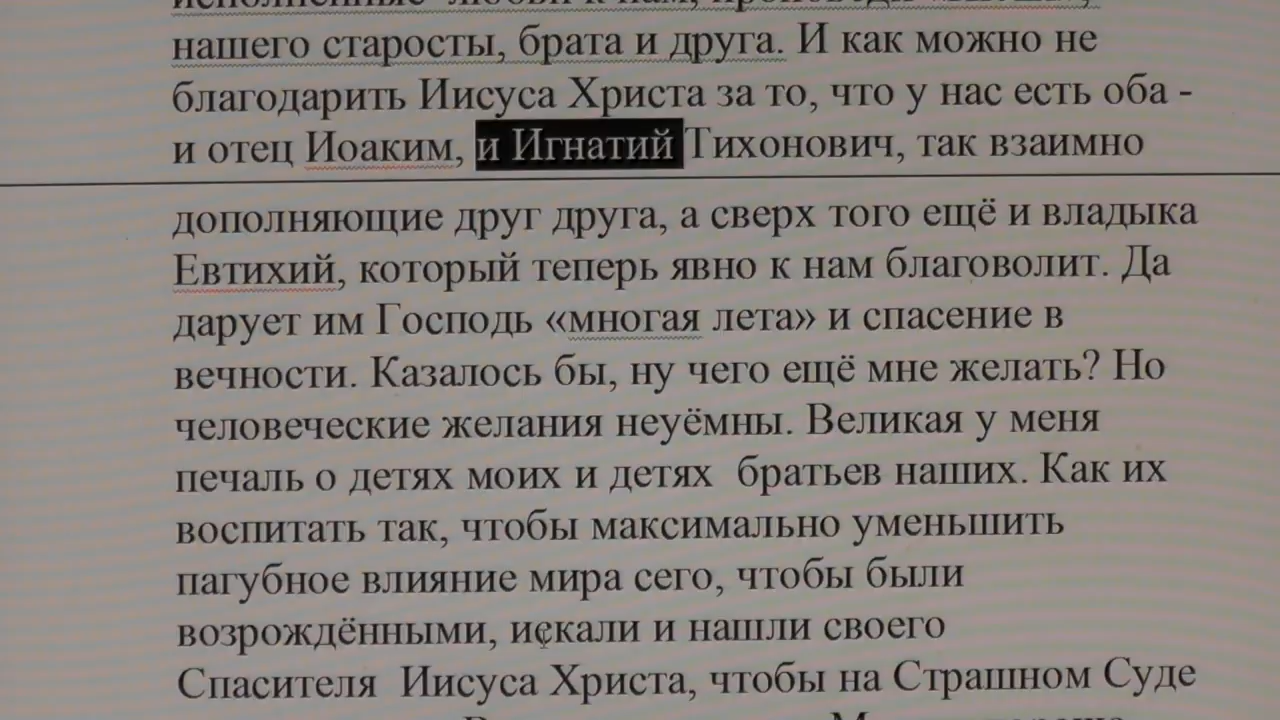 нашего старосты, брата и друга. И как можно не
благодарить Иисуса Христа за то, что у нас есть оба -
и отец Иоаким, и Игнатий Тихонович, так взаимно
дополняющие друг друга, а сверх того ещё и владыка
Евтихий, который теперь явно к нам благоволит. Да
дарует им Господь «многая лета» и спасение в
вечности. Казалось бы, ну чего ещё мне желать? Но
человеческие желания неуёмны. Великая у меня
печаль о детях моих и детях братьев наших. Как их
воспитать так, чтобы максимально уменьшить
пагубное влияние мира сего, чтобы были
возрождёнными, искали и нашли своего
Спасителя Иисуса Христа, чтобы на Страшном Суде